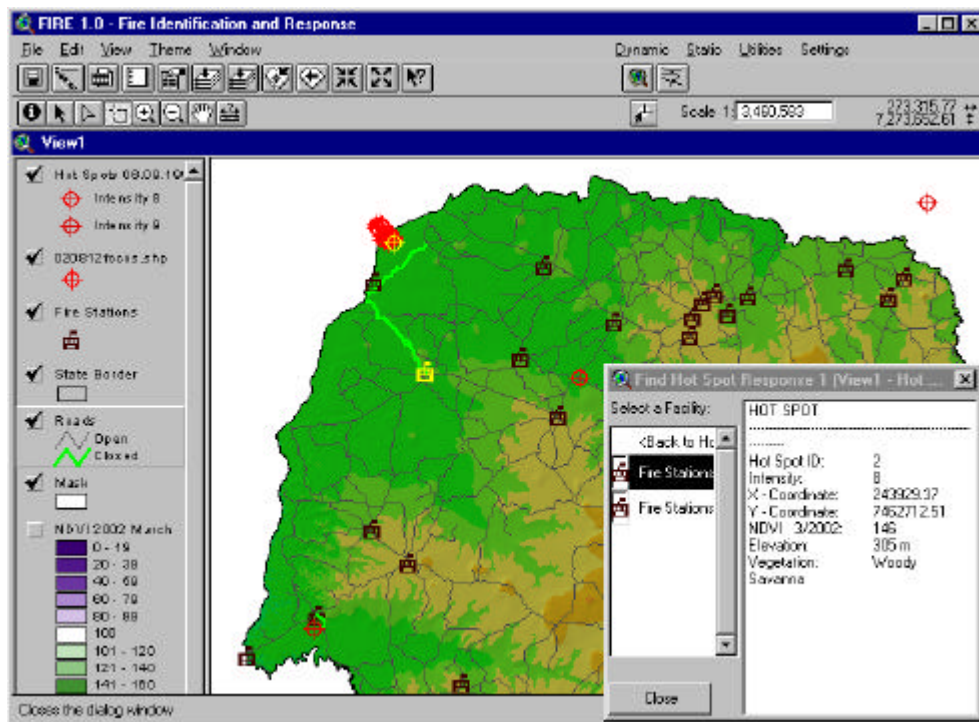 FIRE 1.0 - Fire Identification and Response
File Edit View Theme Window Dynamic Static Utilities Settings
Scale 1: 3,460,583
273,315.77
7,273,652.61
View1
Hot Spots
Intensity 8
Intensity 9
020812focos.shp
Fire Stations
State Border
Roads
Open
Closed
Mask
NDVI 2002 March
0 - 19
20 - 39
40 - 59
60 - 79
80 - 99
100
101 - 120
121 - 140
141 - 160
Find Hot Spot Response 1 (View1 - Hot ...
Select a Facility:
<Back to Ho
Fire Stations
Fire Stations
Close
HOT SPOT
Hot Spot ID: 2
Intensity: 8
X - Coordinate: 243929.37
Y - Coordinate: 7462712.51
NDVI 3/2002: 146
Elevation: 305 m
Vegetation: Woody
Savanna
Closes the dialog window